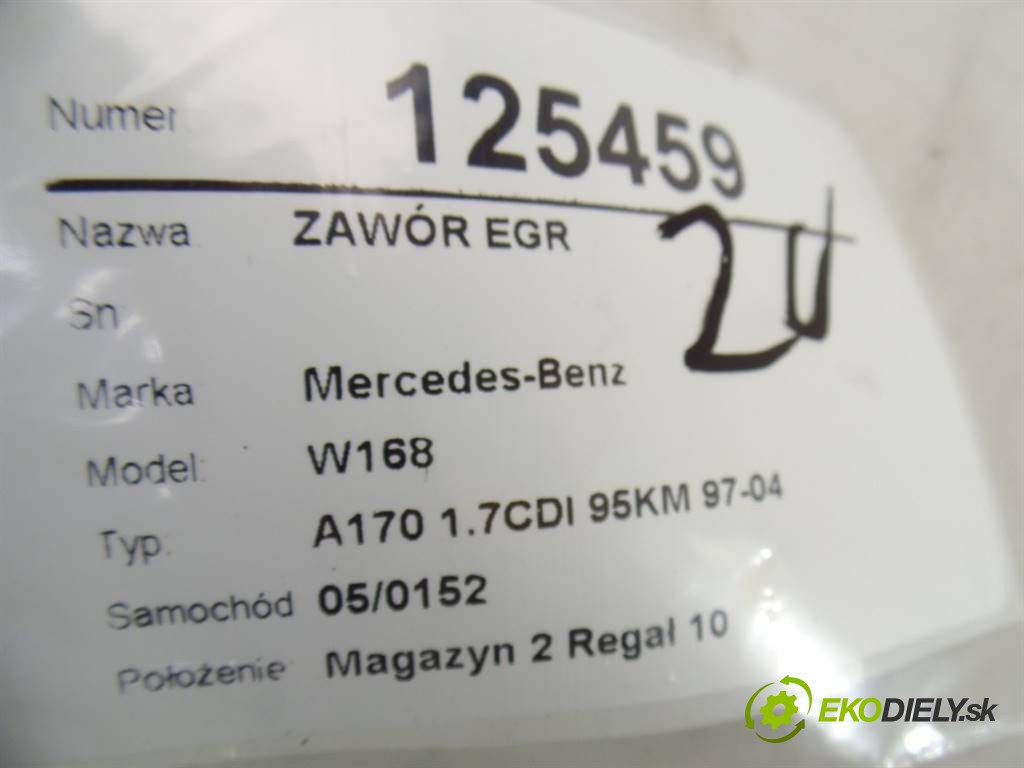 Numer 125459
Nazwa ZAWÓR EGR
Sn
Marka Mercedes-Benz
Model: W168
Typ: A170 1.7CDI 95KM 97-04
Samochód 05/0152
Położenie: Magazyn 2 Regał 10
EKODIELY.sk